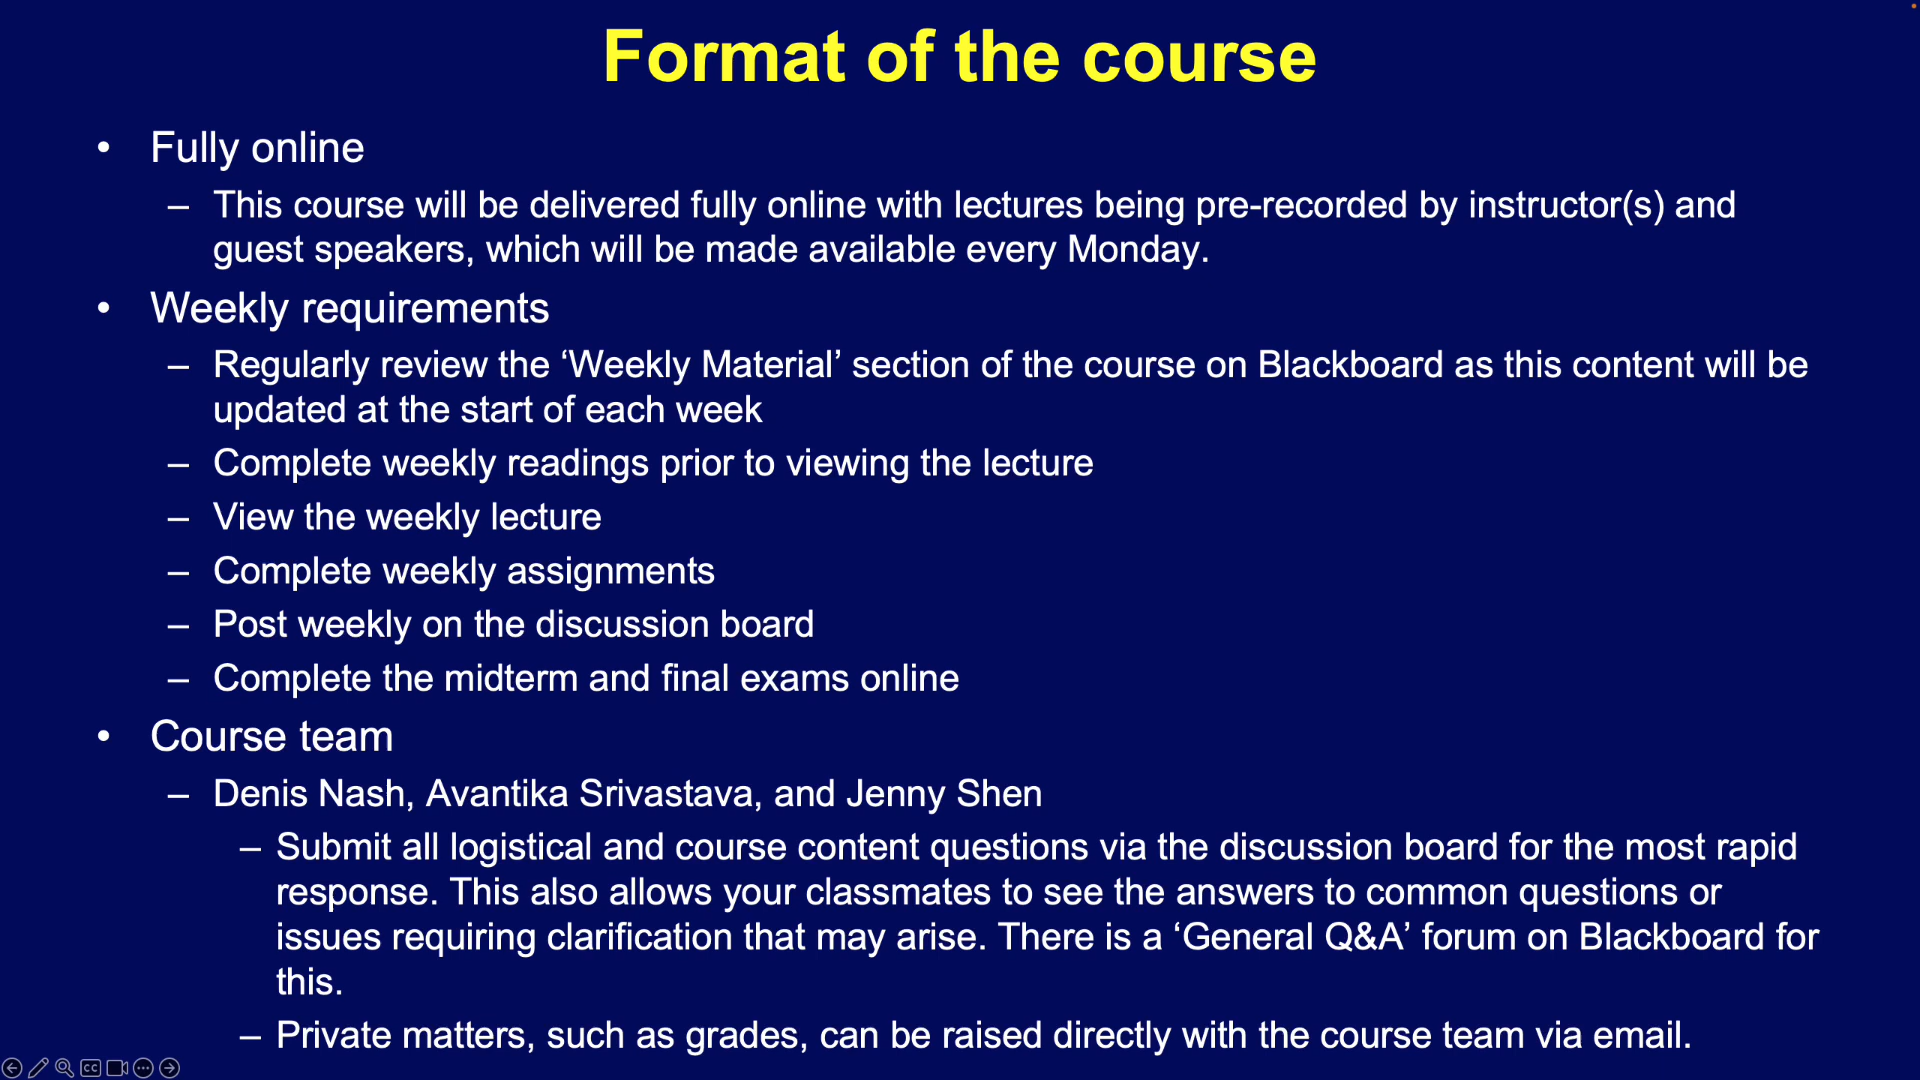 Format of the course
• Fully online
– This course will be delivered fully online with lectures being pre-recorded by instructor(s) and
guest speakers, which will be made available every Monday.
• Weekly requirements
– Regularly review the ‘Weekly Material’ section of the course on Blackboard as this content will be
updated at the start of each week
– Complete weekly readings prior to viewing the lecture
– View the weekly lecture
– Complete weekly assignments
– Post weekly on the discussion board
– Complete the midterm and final exams online
• Course team
– Denis Nash, Avantika Srivastava, and Jenny Shen
– Submit all logistical and course content questions via the discussion board for the most rapid
response. This also allows your classmates to see the answers to common questions or
issues requiring clarification that may arise. There is a ‘General Q&A’ forum on Blackboard for
this.
– Private matters, such as grades, can be raised directly with the course team via email.
CC